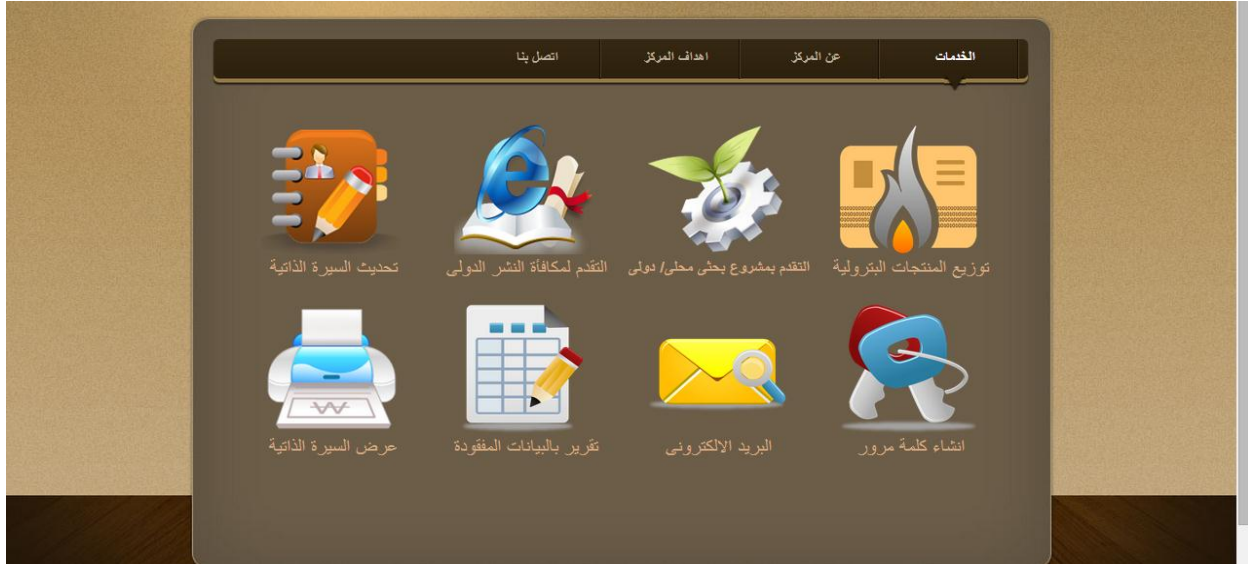 الخدمات
عن المركز
اهداف المركز
اتصل بنا
توزيع المنتجات البترولية
التقدم بمشروع بحثى محلى/ دولى
التقدم لمكافأة النشر الدولى
تحديث السيرة الذاتية
انشاء كلمة مرور
البريد الالكترونى
تقرير بالبيانات المفقودة
عرض السيرة الذاتية